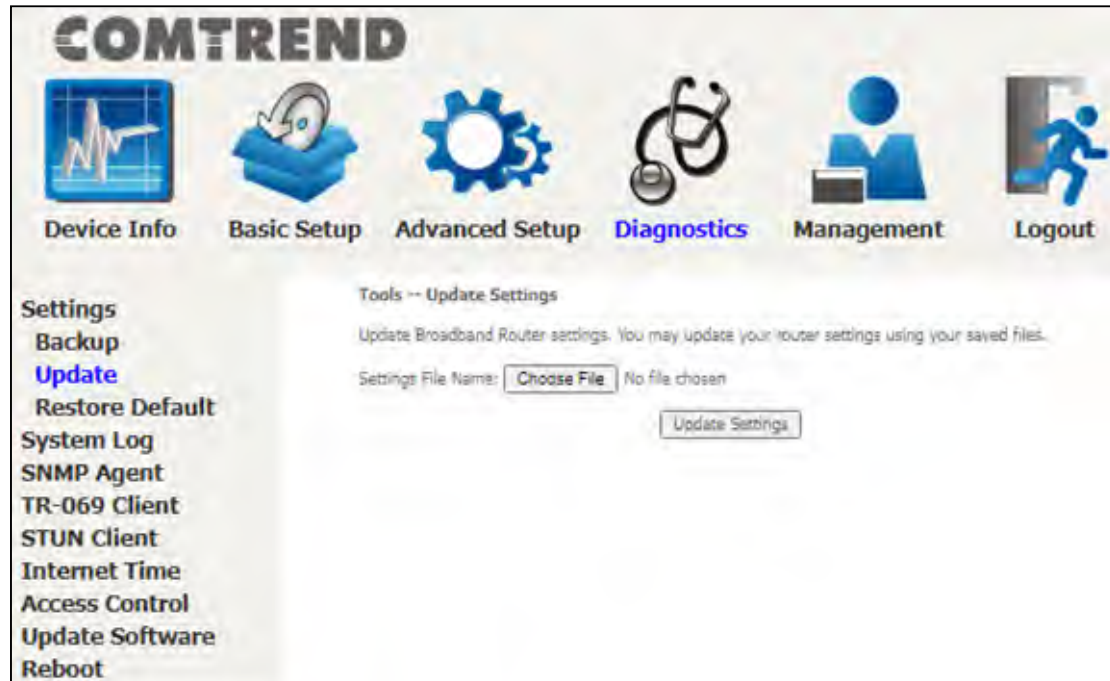 COMTREND
Device Info
Basic Setup
Advanced Setup
Diagnostics
Management
Logout
Settings
Backup
Update
Restore Default
System Log
SNMP Agent
TR-069 Client
STUN Client
Internet Time
Access Control
Update Software
Reboot
Tools -- Update Settings
Update Broadband Router settings. You may update your router settings using your saved files.
Settings File Name: Choose File No file chosen
Update Settings